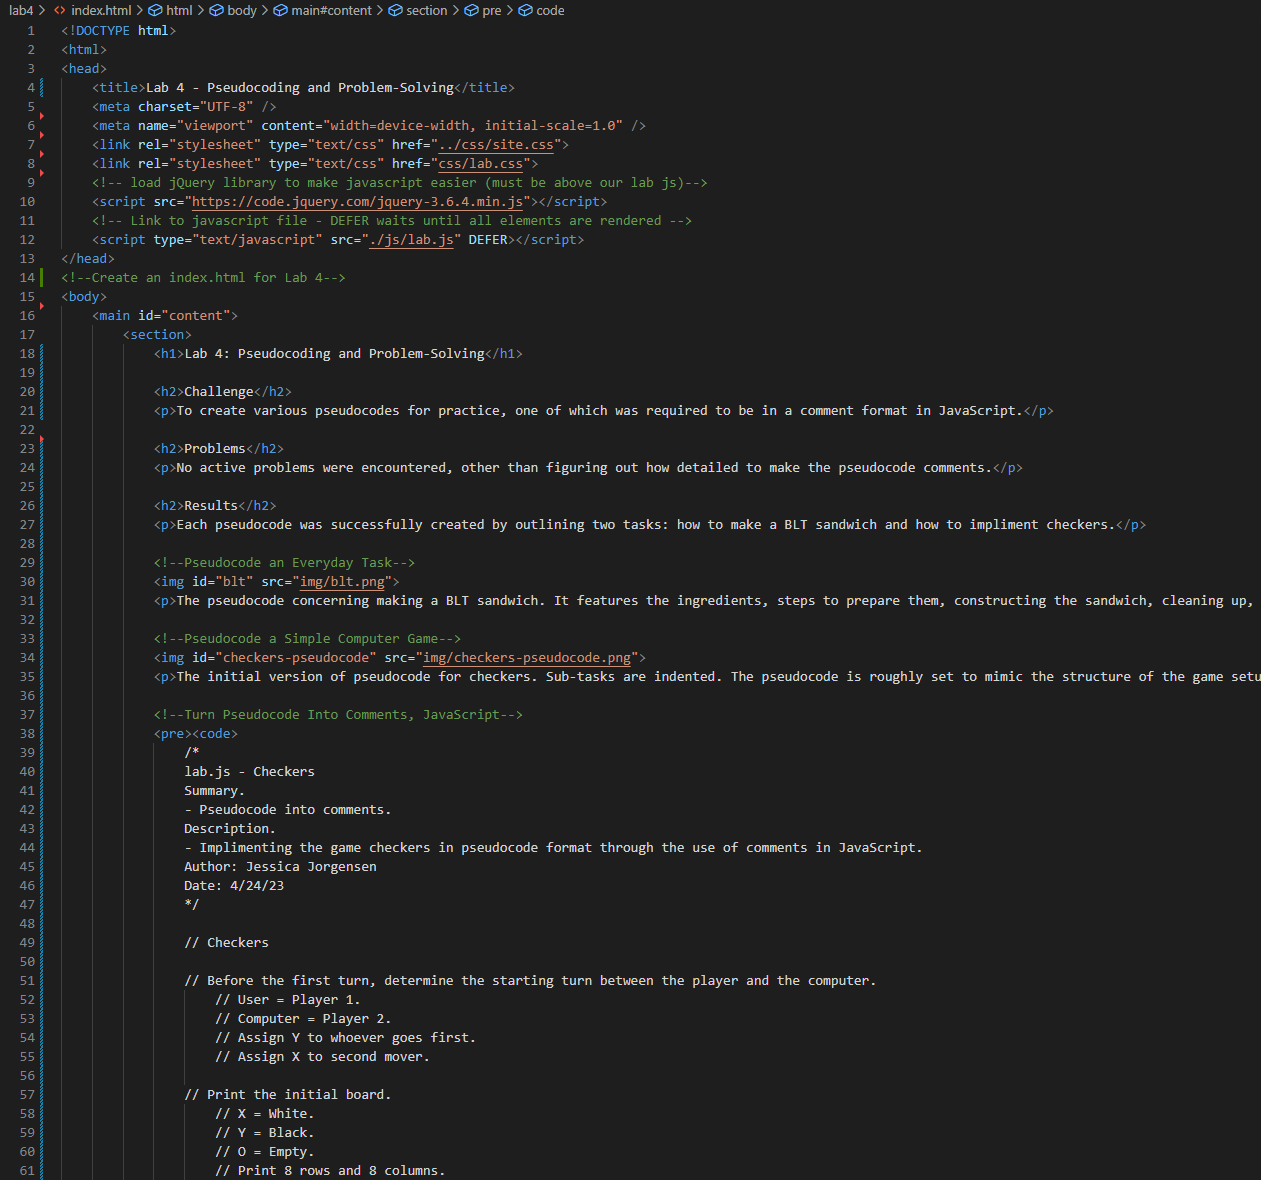 lab4 > <> index.html > html > body > main#content > section > pre > code
1 <!DOCTYPE html>
2 <html>
3 <head>
4 <title>Lab 4 - Pseudocoding and Problem-Solving</title>
5 <meta charset="UTF-8" />
6 <meta name="viewport" content="width=device-width, initial-scale=1.0" />
7 <link rel="stylesheet" type="text/css" href="../css/site.css">
8 <link rel="stylesheet" type="text/css" href="css/lab.css">
9 <!-- load jQuery library to make javascript easier (must be above our lab js)-->
10 <script src="https://code.jquery.com/jquery-3.6.4.min.js"></script>
11 <!-- Link to javascript file - DEFER waits until all elements are rendered -->
12 <script type="text/javascript" src="./js/lab.js" DEFER></script>
13 </head>
14 <!--Create an index.html for Lab 4-->
15 <body>
16 <main id="content">
17 <section>
18 <h1>Lab 4: Pseudocoding and Problem-Solving</h1>
19
20 <h2>Challenge</h2>
21 <p>To create various pseudocodes for practice, one of which was required to be in a comment format in JavaScript.</p>
22
23 <h2>Problems</h2>
24 <p>No active problems were encountered, other than figuring out how detailed to make the pseudocode comments.</p>
25
26 <h2>Results</h2>
27 <p>Each pseudocode was successfully created by outlining two tasks: how to make a BLT sandwich and how to impliment checkers.</p>
28
29 <!--Pseudocode an Everyday Task-->
30 <img id="blt" src="img/blt.png">
31 <p>The pseudocode concerning making a BLT sandwich. It features the ingredients, steps to prepare them, constructing the sandwich, cleaning up,
32
33 <!--Pseudocode a Simple Computer Game-->
34 <img id="checkers-pseudocode" src="img/checkers-pseudocode.png">
35 <p>The initial version of pseudocode for checkers. Sub-tasks are indented. The pseudocode is roughly set to mimic the structure of the game setu
36
37 <!--Turn Pseudocode Into Comments, JavaScript-->
38 <pre><code>
39 /*
40 lab.js - Checkers
41 Summary.
42 - Pseudocode into comments.
43 Description.
44 - Implimenting the game checkers in pseudocode format through the use of comments in JavaScript.
45 Author: Jessica Jorgensen
46 Date: 4/24/23
47 */
48
49 // Checkers
50
51 // Before the first turn, determine the starting turn between the player and the computer.
52 // User = Player 1.
53 // Computer = Player 2.
54 // Assign Y to whoever goes first.
55 // Assign X to second mover.
56
57 // Print the initial board.
58 // X = White.
59 // Y = Black.
60 // O = Empty.
61 // Print 8 rows and 8 columns.